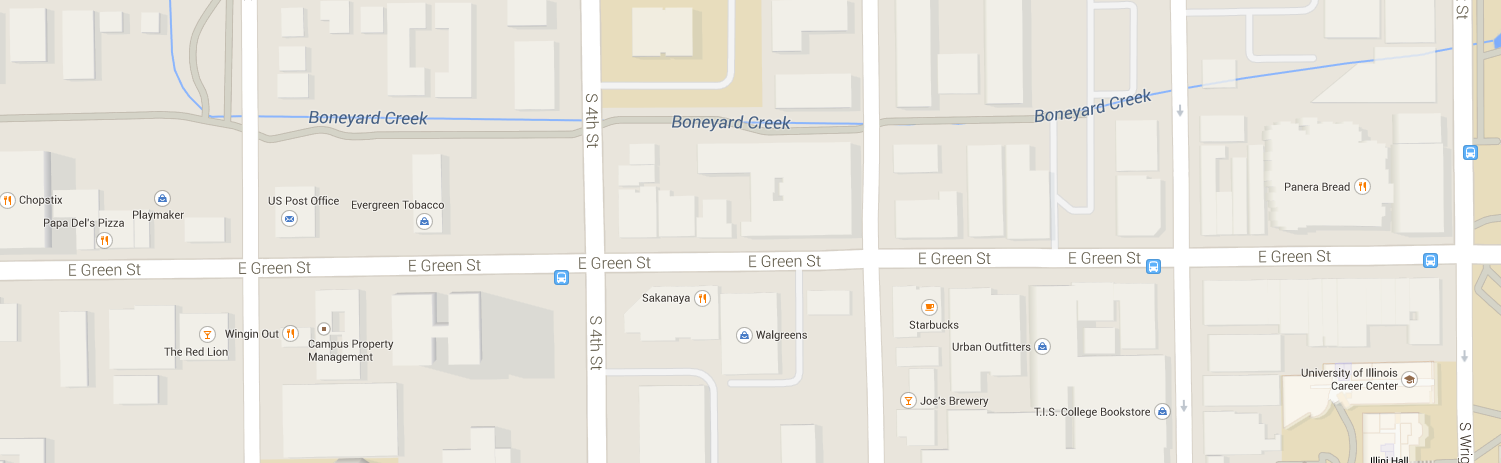 St
Boneyard Creek
S 4th St
Boneyard Creek
Boneyard Creek
Chopstix
Playmaker
Papa Del's Pizza
US Post Office
Evergreen Tobacco
Panera Bread
E Green St
E Green St
E Green St
E Green St
E Green St
E Green St
E Green St
E Green St
Sakanaya
Walgreens
Starbucks
Urban Outfitters
Joe's Brewery
T.I.S. College Bookstore
The Red Lion
Wingin Out
Campus Property
Management
S 4th St
University of Illinois
Career Center
S Wrig
Illini Hall